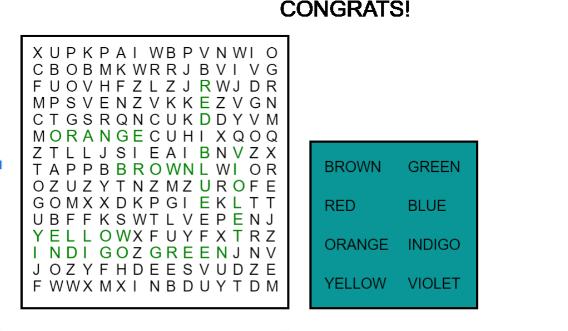 CONGRATS!
X U P K P A I W B P V N W I O
C B O B M K W R R J B V I V G
F U O V H F Z L Z J R W J D R
M P S V E N Z V K K E Z V G N
C T G S R Q N C U K D D Y V M
M O R A N G E C U H I X Q O Q
Z T L L J S I E A I B N V Z X
T A P P B B R O W N L W I O R
O Z U Z Y T N Z M Z U R O F E
G O M X X D K P G I E K L T T
U B F F K S W T L V E P E N J
Y E L L O W X F U Y F X T R Z
I N D I G O Z G R E E N J N V
J O Z Y F H D E E S V U D Z E
F W W X M X I N B D U Y T D M
BROWN GREEN
RED BLUE
ORANGE INDIGO
YELLOW VIOLET